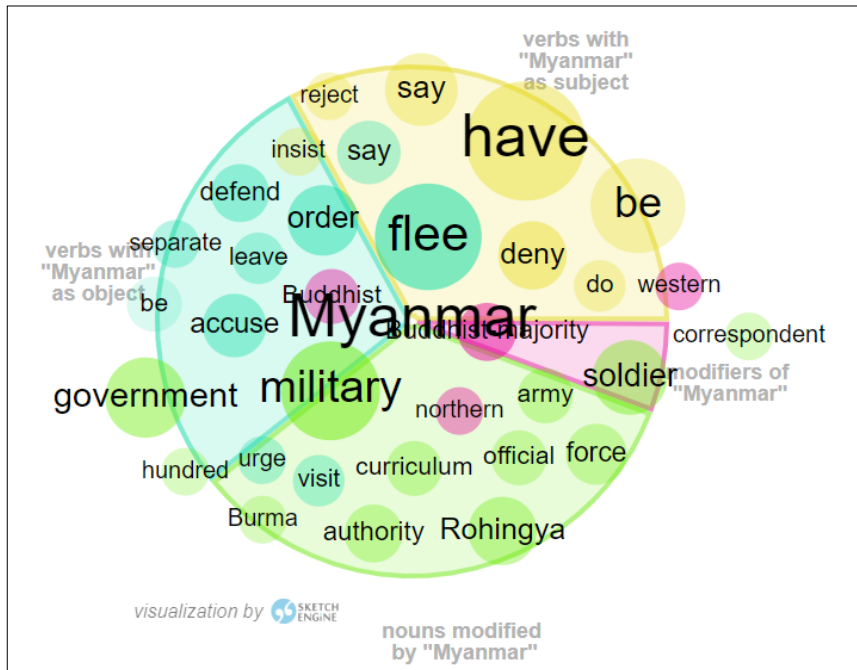 verbs with
"Myanmar"
as subject
reject
say
have
insist
say
defend
order
flee
be
separate
leave
deny
verbs with
"Myanmar"
as object
be
Buddhist
do
western
accuse
Myanmar
Buddhist-majority
correspondent
government
military
soldier
modifiers of
"Myanmar"
northern
army
hundred
urge
visit
curriculum
official
force
Burma
authority
Rohingya
visualization by SKETCH
ENGINE
nouns modified
by "Myanmar"